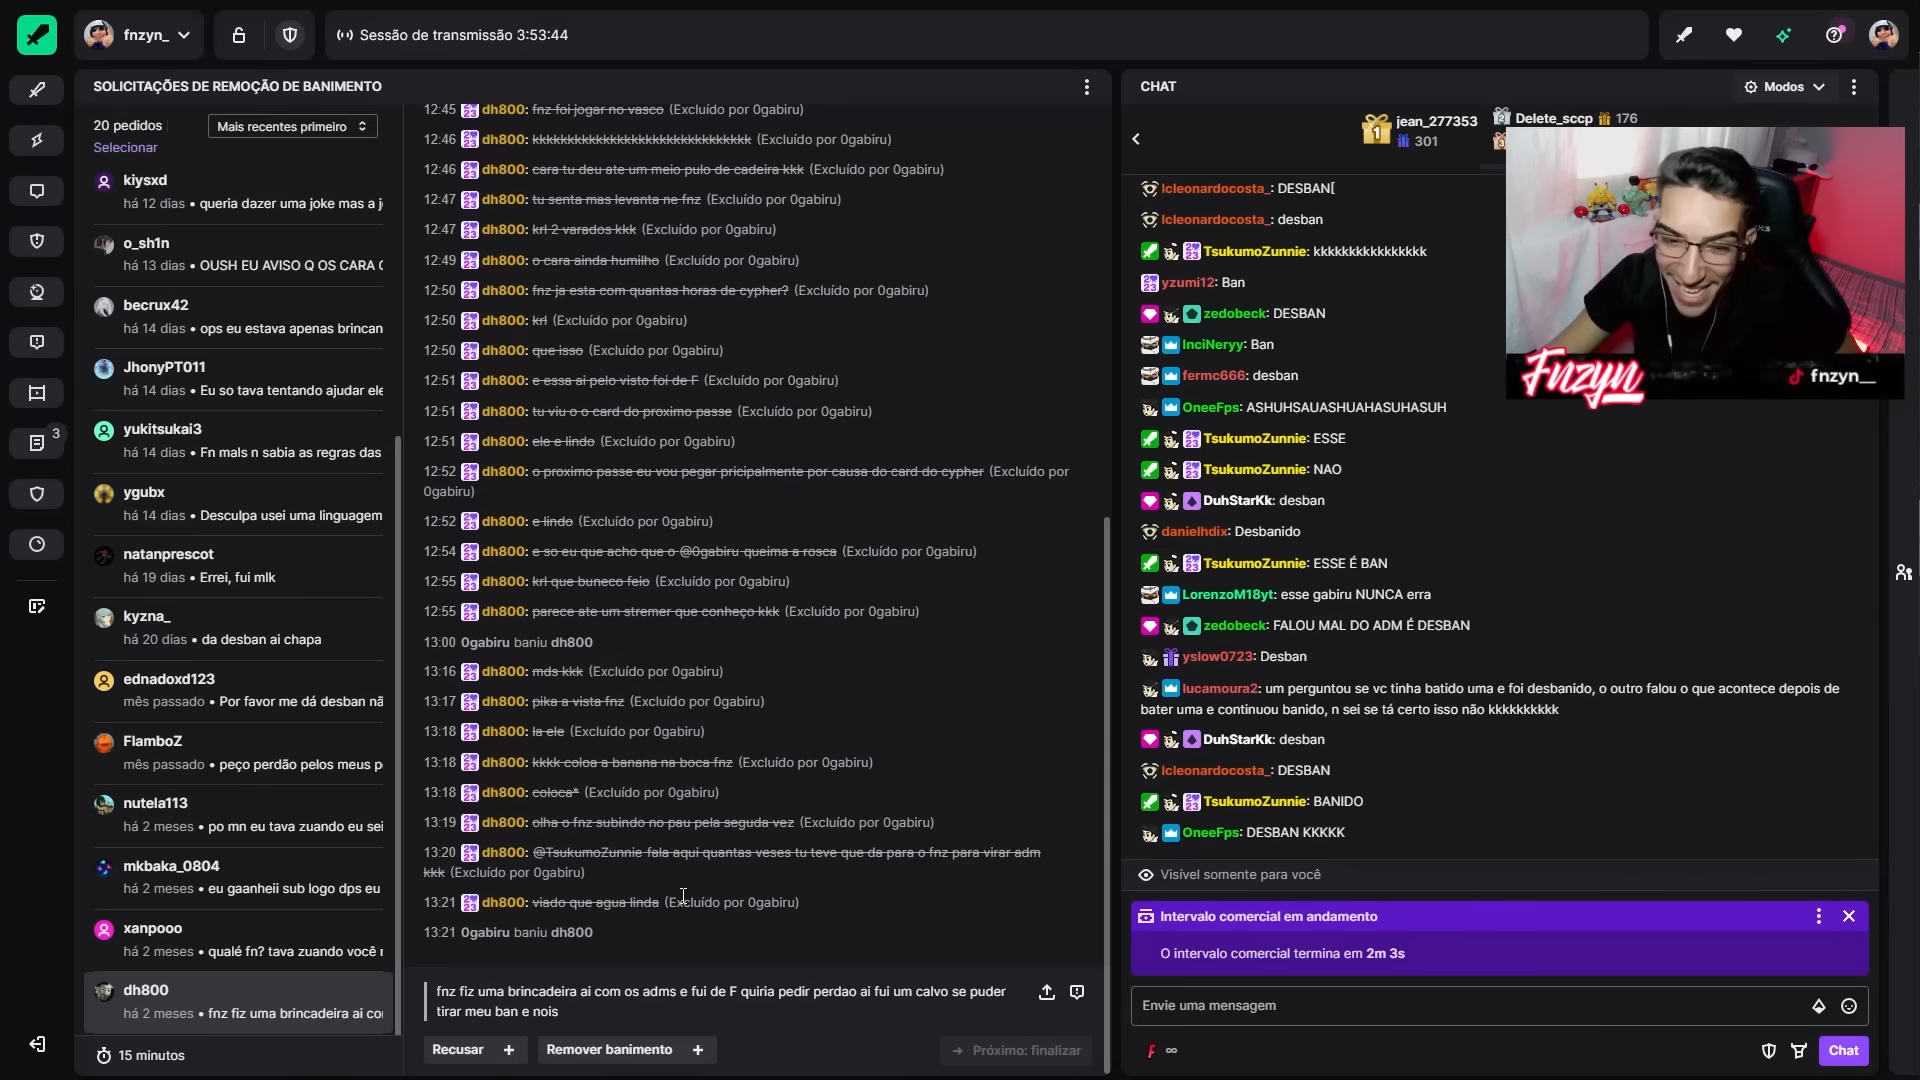 fnzyn_
Sessão de transmissão 3:53:44
SOLICITAÇÕES DE REMOÇÃO DE BANIMENTO
20 pedidos
Mais recentes primeiro
Selecionar
kiysxd
há 12 dias • queria dazer uma joke mas a j
o_sh1n
há 13 dias • OUSH EU AVISO Q OS CARA
becrux42
há 14 dias • ops eu estava apenas brincan
JhonyPT011
há 14 dias • Eu so tava tentando ajudar ele
3
yukitsukai3
há 14 dias • Fn mals n sabia as regras das
ygubx
há 14 dias • Desculpa usei uma linguagem
natanprescot
há 19 dias • Errei, fui mlk
kyzna_
há 20 dias • da desban ai chapa
ednadoxd123
mês passado • Por favor me dá desban nã
FlamboZ
mês passado • peço perdão pelos meus p
nutela113
há 2 meses • po mn eu tava zuando eu sei
mkbaka_0804
há 2 meses • eu gaanheii sub logo dps eu
xanpooo
há 2 meses • qualé fn? tava zuando você
dh800
há 2 meses • fnz fiz uma brincadeira ai co
15 minutos
12:45 dh800: fnz foi jogar no vasco (Excluído por 0gabiru)
12:46 dh800: kkkkkkkkkkkkkkkkkkkkkkkkkkkkkkk (Excluído por 0gabiru)
12:46 dh800: cara tu deu ate um meio pulo de cadeira kkk (Excluído por 0gabiru)
12:47 dh800: tu senta mas levanta ne fnz (Excluído por 0gabiru)
12:47 dh800: krl 2 varados kkk (Excluído por 0gabiru)
12:49 dh800: o cara ainda humilho (Excluído por 0gabiru)
12:50 dh800: fnz ja esta com quantas horas de cypher? (Excluído por 0gabiru)
12:50 dh800: krl (Excluído por 0gabiru)
12:50 dh800: que isso (Excluído por 0gabiru)
12:51 dh800: e essa ai pelo visto foi de F (Excluído por 0gabiru)
12:51 dh800: tu viu o o card do proximo passe (Excluído por 0gabiru)
12:51 dh800: ele e lindo (Excluído por 0gabiru)
12:52 dh800: o proximo passe eu vou pegar pricipalmente por causa do card do cypher (Excluído por
0gabiru)
12:52 dh800: e lindo (Excluído por 0gabiru)
12:54 dh800: e so eu que acho que o @0gabiru queima a rosca (Excluído por 0gabiru)
12:55 dh800: krl que buneco feio (Excluído por 0gabiru)
12:55 dh800: parece ate um stremer que conheço kkk (Excluído por 0gabiru)
13:00 0gabiru baniu dh800
13:16 dh800: mds kkk (Excluído por 0gabiru)
13:17 dh800: pika a vista fnz (Excluído por 0gabiru)
13:18 dh800: la ele (Excluído por 0gabiru)
13:18 dh800: kkkk coloa a banana na boca fnz (Excluído por 0gabiru)
13:18 dh800: coloca* (Excluído por 0gabiru)
13:19 dh800: olha o fnz subindo no pau pela seguda vez (Excluído por 0gabiru)
13:20 dh800: @TsukumoZunnie fala aqui quantas veses tu teve que da para o fnz para virar adm
kkk (Excluído por 0gabiru)
13:21 dh800: viado que agua linda (Excluído por 0gabiru)
13:21 0gabiru baniu dh800
fnz fiz uma brincadeira ai com os adms e fui de F quiria pedir perdao ai fui um calvo se puder
tirar meu ban e nois
Recusar +
Remover banimento +
Próximo: finalizar
CHAT
Modos
1 jean_277353
301
Delete_sccp 176
lcleonardocosta_: DESBAN[
lcleonardocosta_: desban
TsukumoZunnie: kkkkkkkkkkkkkkkk
yzumi12: Ban
zedobeck: DESBAN
InciNeryy: Ban
fermc666: desban
OneeFps: ASHUHSAUASHUAHASUHASUH
TsukumoZunnie: ESSE
TsukumoZunnie: NAO
DuhStarKk: desban
danielhdix: Desbanido
TsukumoZunnie: ESSE É BAN
LorenzoM18yt: esse gabiru NUNCA erra
zedobeck: FALOU MAL DO ADM É DESBAN
yslow0723: Desban
lucamoura2: um perguntou se vc tinha batido uma e foi desbanido, o outro falou o que acontece depois de
bater uma e continuou banido, n sei se tá certo isso não kkkkkkkkkk
DuhStarKk: desban
lcleonardocosta_: DESBAN
TsukumoZunnie: BANIDO
OneeFps: DESBAN KKKKK
Visível somente para você
Intervalo comercial em andamento
O intervalo comercial termina em 2m 3s
Envie uma mensagem
Chat
Fnzyn
fnzyn__